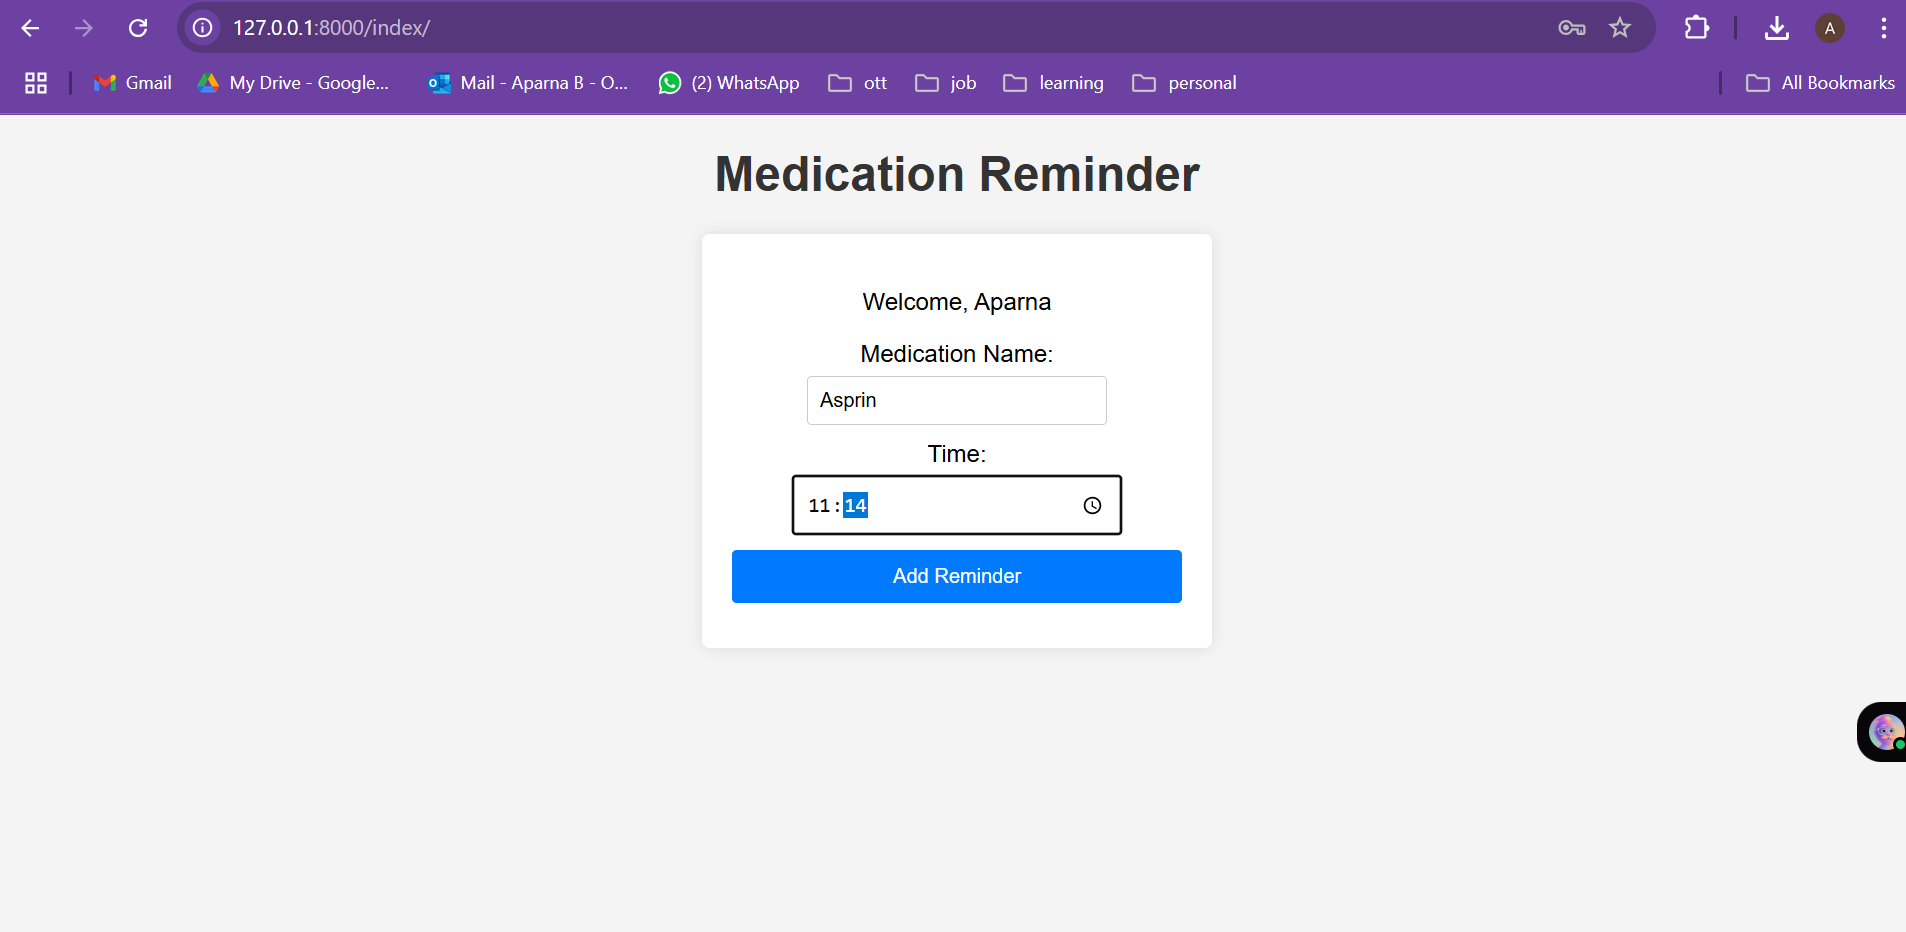 127.0.0.1:8000/index/
A
Gmail
My Drive - Google...
Mail - Aparna B - O...
(2) WhatsApp
ott
job
learning
personal
All Bookmarks
Medication Reminder
Welcome, Aparna
Medication Name:
Asprin
Time:
11:14
Add Reminder